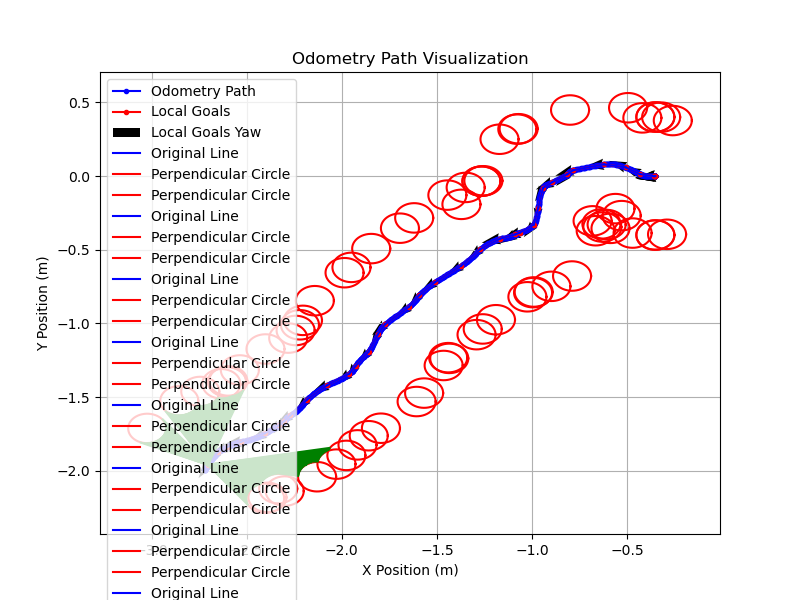 Odometry Path Visualization
Odometry Path
Local Goals
Local Goals Yaw
Original Line
Perpendicular Circle
Perpendicular Circle
Original Line
Perpendicular Circle
Perpendicular Circle
Original Line
Perpendicular Circle
Perpendicular Circle
Original Line
Perpendicular Circle
Perpendicular Circle
Original Line
Perpendicular Circle
Perpendicular Circle
Original Line
Perpendicular Circle
Perpendicular Circle
Original Line
Perpendicular Circle
Perpendicular Circle
Original Line
0.5
0.0
−0.5
−1.0
−1.5
−2.0
Y Position (m)
−2.0
−1.5
−1.0
−0.5
X Position (m)